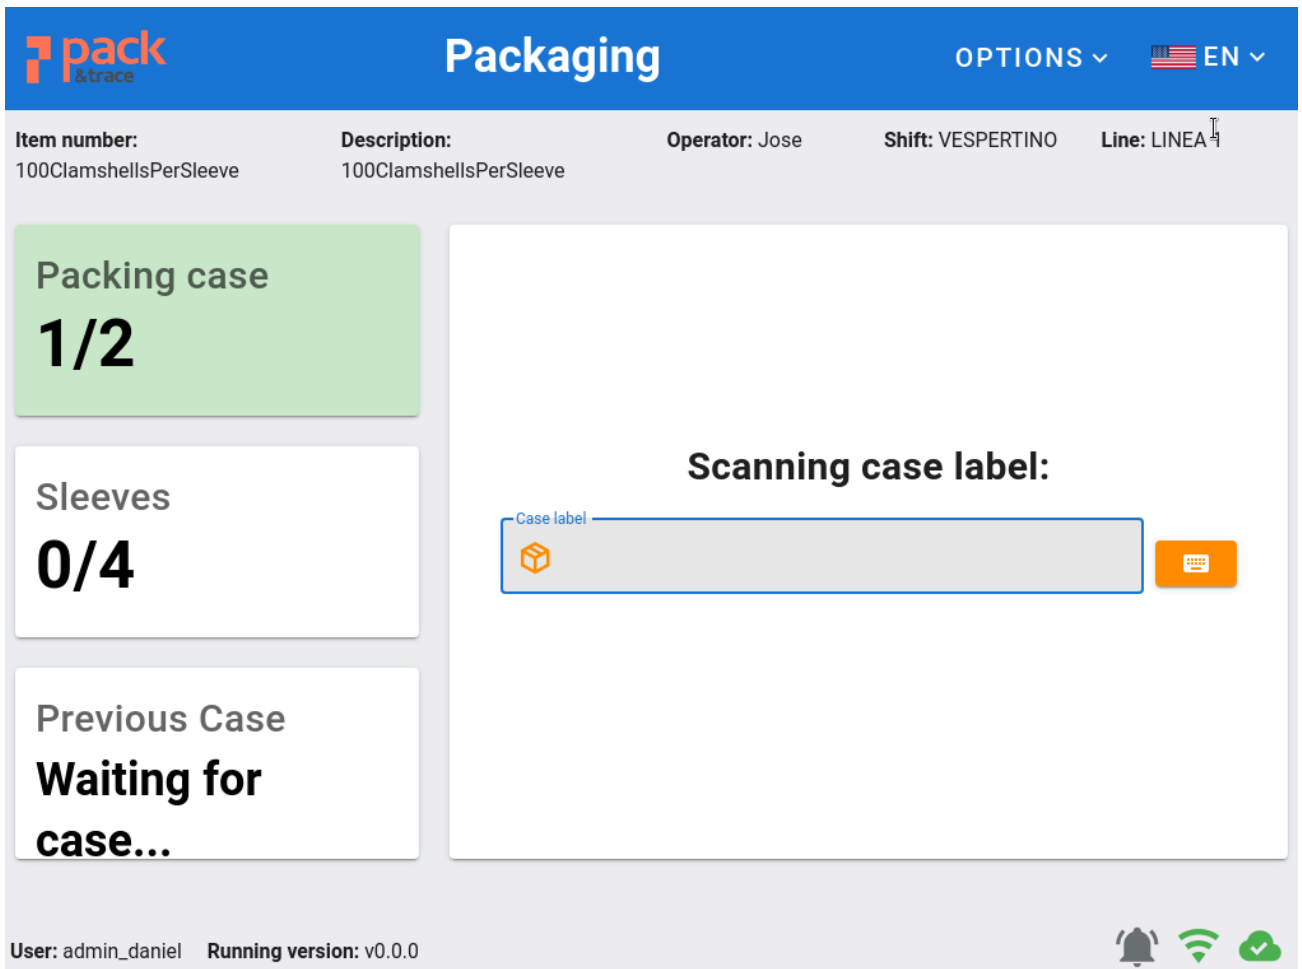 pack
&trace
Packaging
OPTIONS
EN
Item number:
100ClamshellsPerSleeve
Description:
100ClamshellsPerSleeve
Operator: Jose
Shift: VESPERTINO
Line: LINEA 1
Packing case
1/2
Sleeves
0/4
Previous Case
Waiting for
case...
Scanning case label:
Case label
User: admin_daniel
Running version: v0.0.0